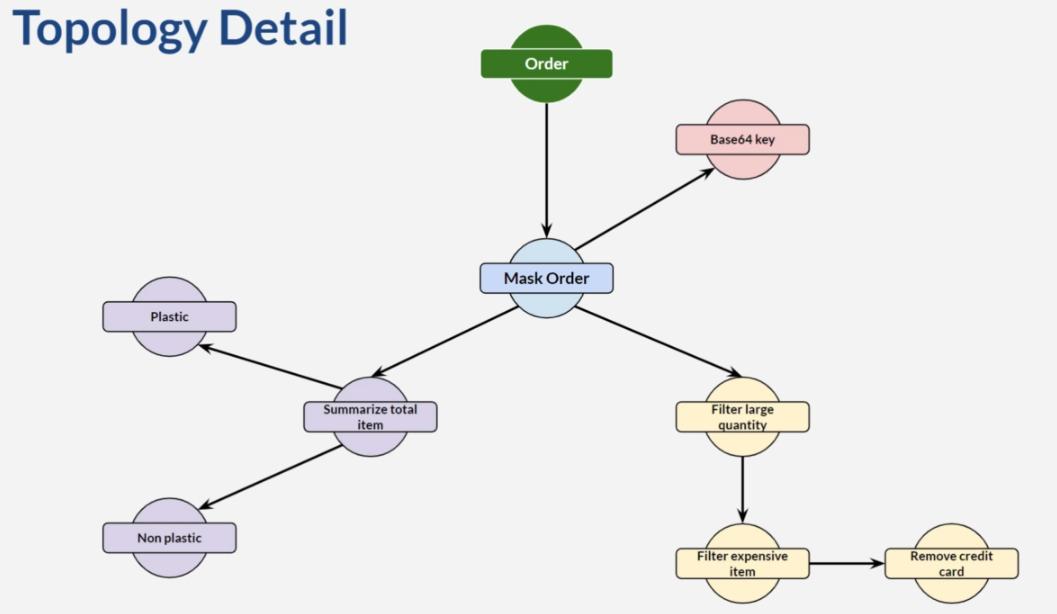 Topology Detail
Order
Base64 key
Mask Order
Plastic
Summarize total
item
Filter large
quantity
Non plastic
Filter expensive
item
Remove credit
card